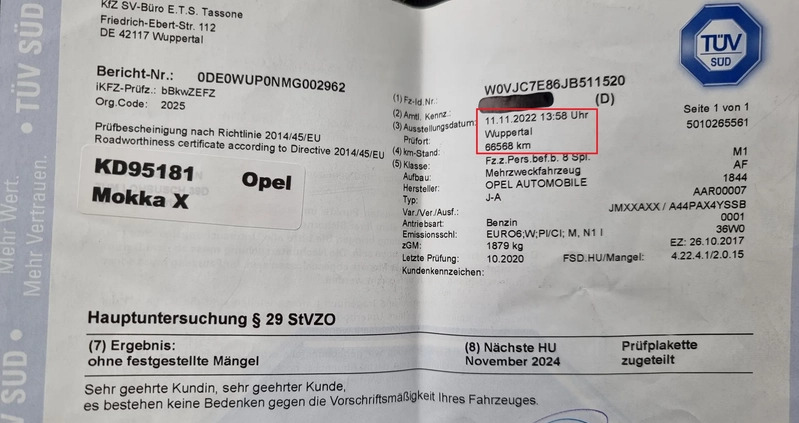 KfZ SV-Büro E.T.S. Tassone
Friedrich-Ebert-Str. 112
DE 42117 Wuppertal
Bericht-Nr.: 0DE0WUP0NMG002962
iKFZ-Prüfz.: bBkwZEFZ
Org.Code: 2025
Prüfbescheinigung nach Richtlinie 2014/45/EU
Roadworthiness certificate according to Directive 2014/45/EU
KD95181 Opel
Mokka X
TÜV
SÜD
(1) Fz-Id.Nr.: W0VJC7E86JB511520
(2) Amtl. Kennz.: (D)
(3) Ausstellungsdatum: 11.11.2022 13:58 Uhr Seite 1 von 1
Prüfort: Wuppertal 5010265561
(4) km-Stand: 66568 km
(5) Klasse: Fz.z.Pers.bef.b. 8 Spl. M1
Aufbau: Mehrzweckfahrzeug AF
Hersteller: OPEL AUTOMOBILE 1844
Typ: J-A AAR00007
Var./Ver./Ausf.: JMXXAXX / A44PAX4YSSB
Antriebsart: Benzin 0001
Emissionsschl: EURO6;W;PI/CI; M, N1 I 36W0
zGM: 1879 kg EZ: 26.10.2017
Letzte Prüfung: 10.2020 FSD.HU/Mangel: 4.22.4.1/2.0.15
Kundenkennzeichen:
Hauptuntersuchung § 29 StVZO
(7) Ergebnis: (8) Nächste HU Prüfplakette
ohne festgestellte Mängel November 2024 zugeteilt
Sehr geehrte Kundin, sehr geehrter Kunde,
es bestehen keine Bedenken gegen die Vorschriftsmäßigkeit Ihres Fahrzeuges.
Mehr Wert.
Mehr Vertrauen.
• TÜV SÜD
V SÜD •